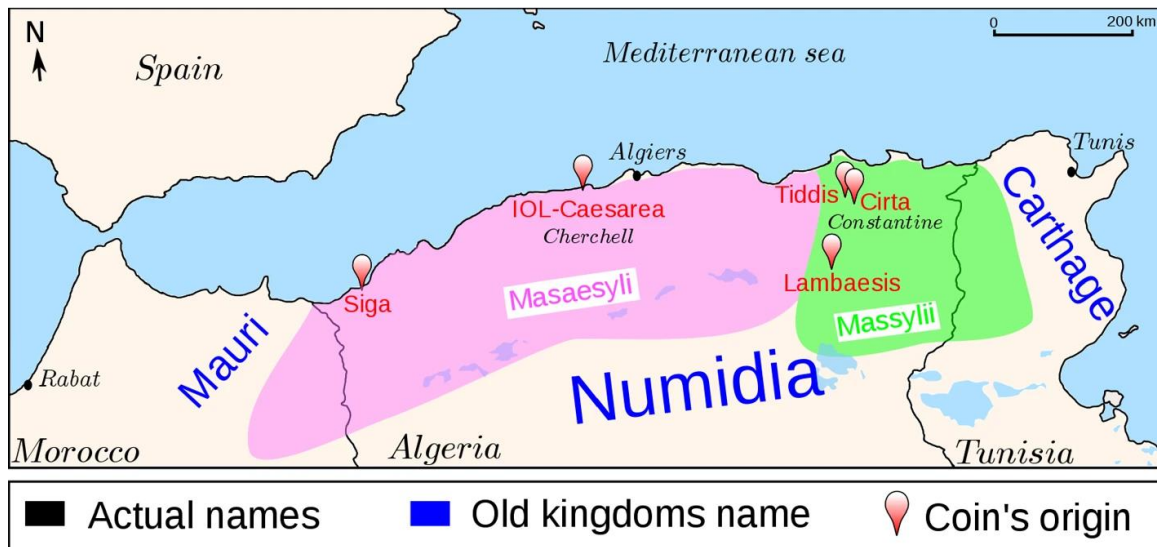 N
0
200 km
Spain
Mediterranean sea
Algiers
Tunis
IOL-Caesarea
Cherchell
Tiddis
Cirta
Constantine
Carthage
Siga
Masaesyli
Lambaesis
Massylii
Mauri
Numidia
Rabat
Morocco
Algeria
Tunisia
Actual names
Old kingdoms name
Coin's origin